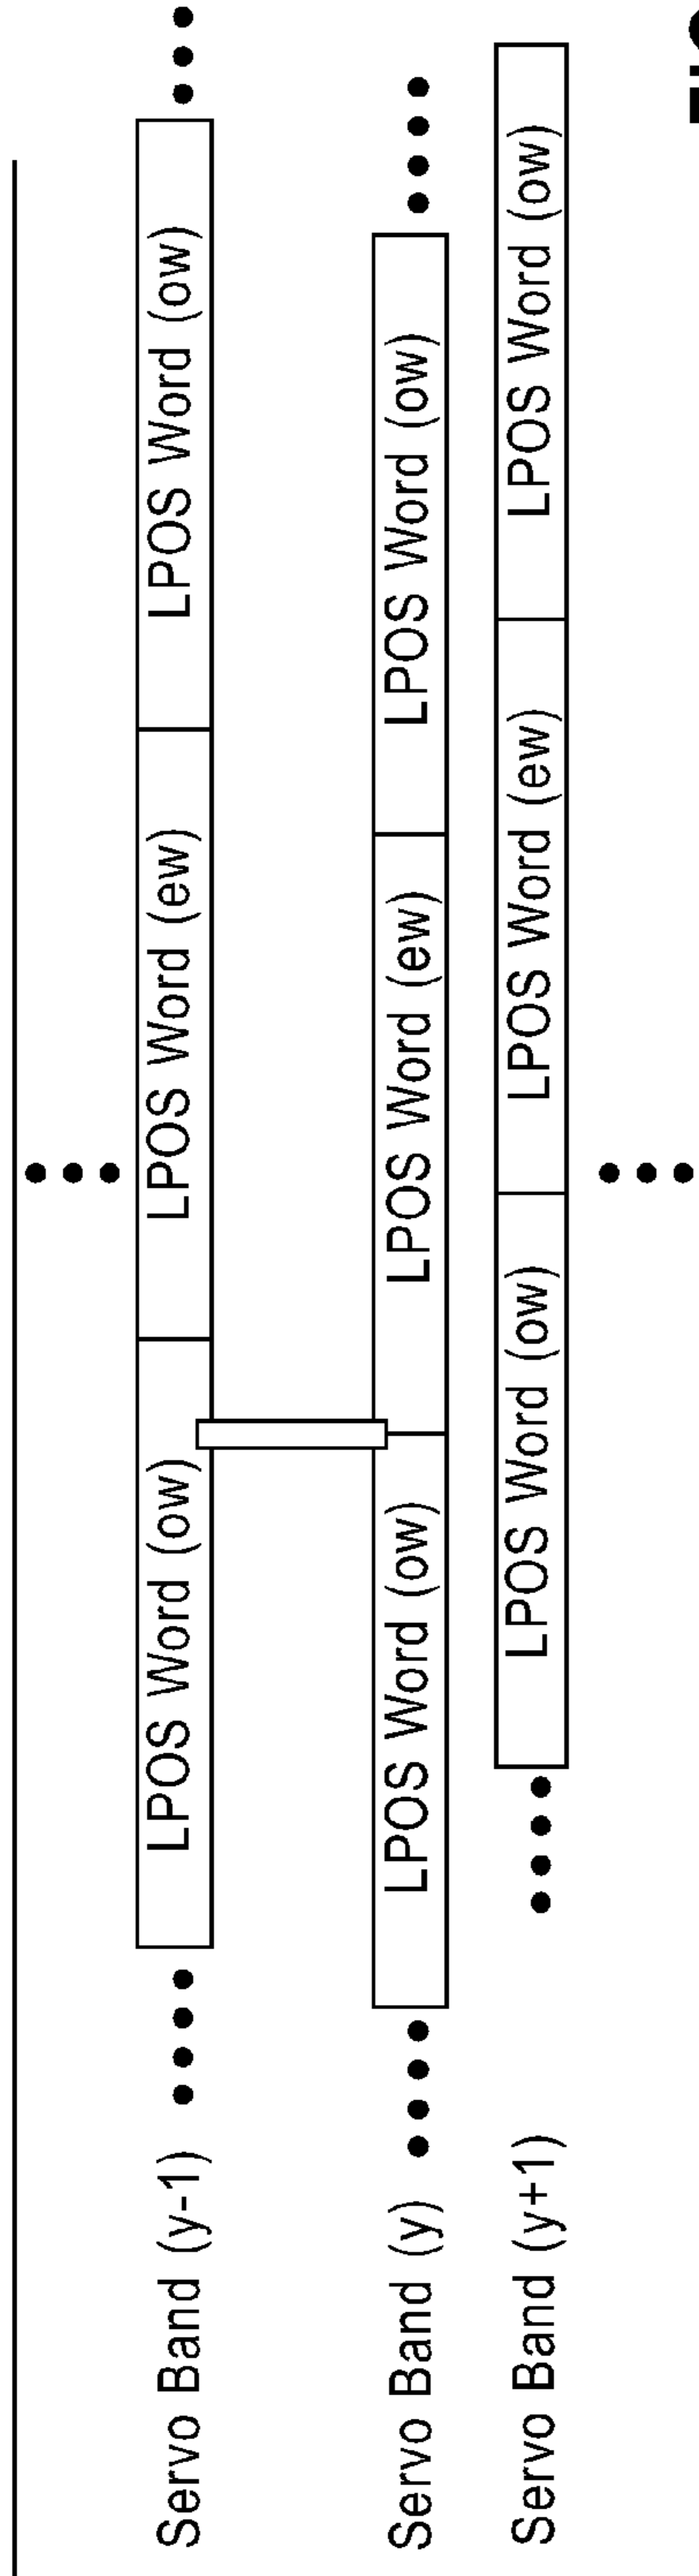 Servo Band (y-1) LPOS Word (ow) LPOS Word (ew) LPOS Word (ow)
Servo Band (y) LPOS Word (ow) LPOS Word (ew) LPOS Word (ow)
Servo Band (y+1) LPOS Word (ow) LPOS Word (ew) LPOS Word (ow)